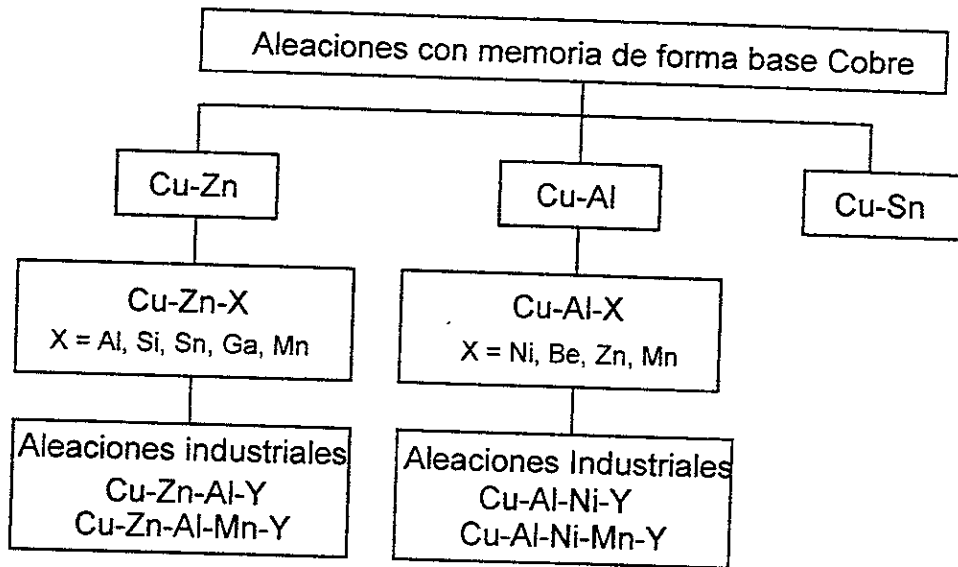 Aleaciones con memoria de forma base Cobre
Cu-Zn
Cu-Al
Cu-Sn
Cu-Zn-X
X = Al, Si, Sn, Ga, Mn
Cu-Al-X
X = Ni, Be, Zn, Mn
Aleaciones industriales
Cu-Zn-Al-Y
Cu-Zn-Al-Mn-Y
Aleaciones Industriales
Cu-Al-Ni-Y
Cu-Al-Ni-Mn-Y